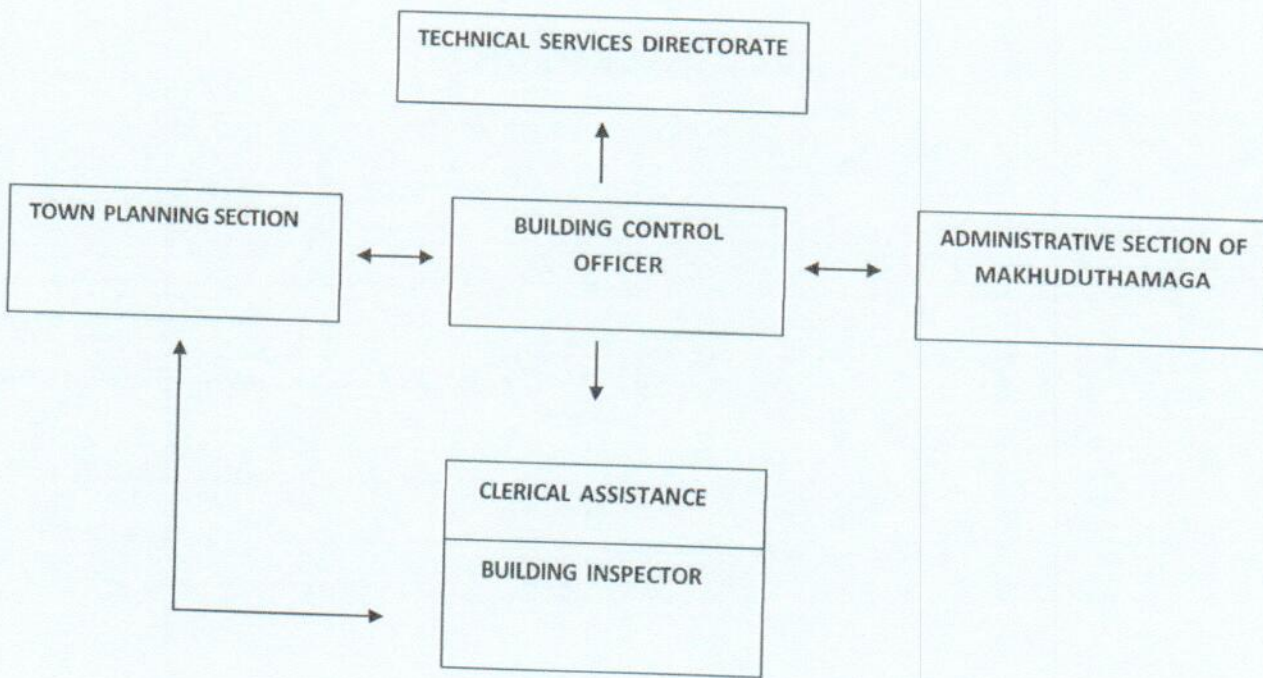 TECHNICAL SERVICES DIRECTORATE
TOWN PLANNING SECTION
BUILDING CONTROL
OFFICER
ADMINISTRATIVE SECTION OF
MAKHUDUTHAMAGA
CLERICAL ASSISTANCE
BUILDING INSPECTOR